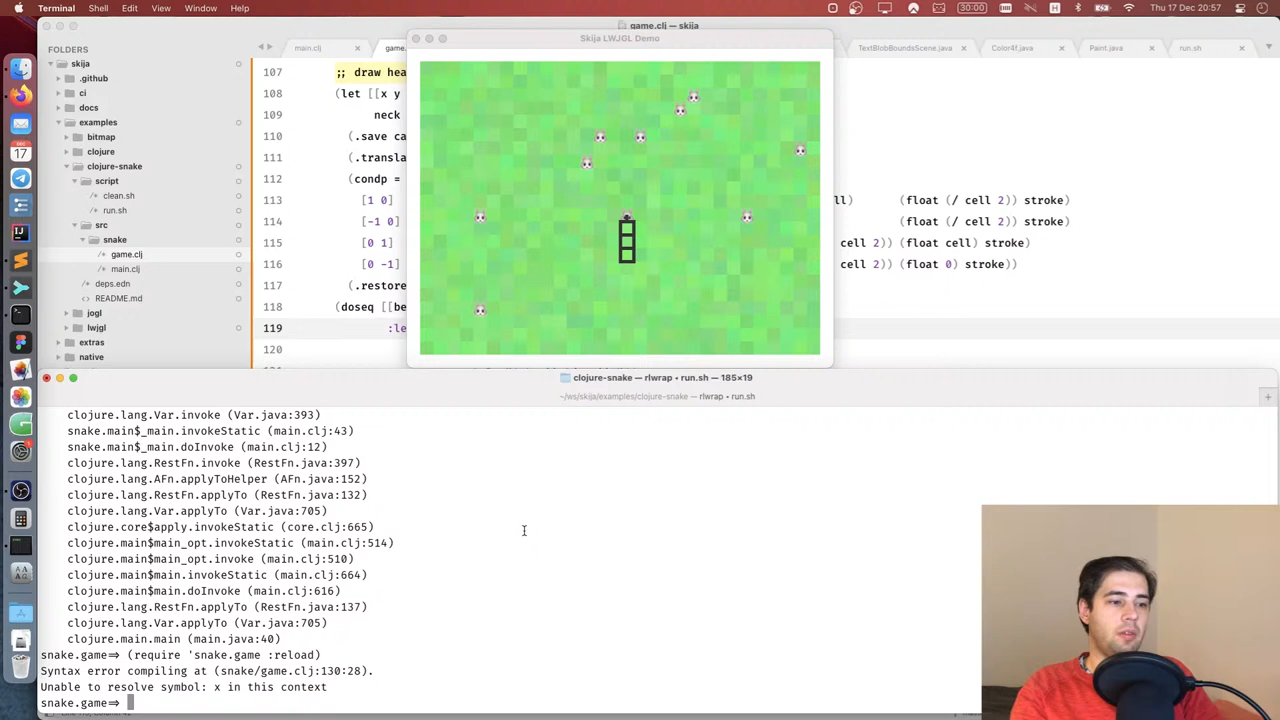 Terminal Shell Edit View Window Help
30:00
Thu 17 Dec 20:57
DEC
17
game.clj — skija
Skija LWJGL Demo
FOLDERS
skija
.github
ci
docs
examples
bitmap
clojure
clojure-snake
script
clean.sh
run.sh
src
snake
game.clj
main.clj
deps.edn
README.md
jogl
lwjgl
extras
native
main.clj
game.
TextBlobBoundsScene.java
Color4f.java
Paint.java
run.sh
107 ;; draw hea
108 (let [[x y
109 neck
110 (.save ca
111 (.transla
112 (condp =
113 [1 0] ll) (float (/ cell 2)) stroke)
114 [-1 0] (float (/ cell 2)) stroke)
115 [0 1] cell 2)) (float cell) stroke)
116 [0 -1] cell 2)) (float 0) stroke))
117 (.restore
118 (doseq [[be
119 :le
120
clojure-snake — rlwrap • run.sh — 185×19
~/ws/skija/examples/clojure-snake — rlwrap • run.sh
clojure.lang.Var.invoke (Var.java:393)
snake.main$_main.invokeStatic (main.clj:43)
snake.main$_main.doInvoke (main.clj:12)
clojure.lang.RestFn.invoke (RestFn.java:397)
clojure.lang.AFn.applyToHelper (AFn.java:152)
clojure.lang.RestFn.applyTo (RestFn.java:132)
clojure.lang.Var.applyTo (Var.java:705)
clojure.core$apply.invokeStatic (core.clj:665)
clojure.main$main_opt.invokeStatic (main.clj:514)
clojure.main$main_opt.invoke (main.clj:510)
clojure.main$main.invokeStatic (main.clj:664)
clojure.main$main.doInvoke (main.clj:616)
clojure.lang.RestFn.applyTo (RestFn.java:137)
clojure.lang.Var.applyTo (Var.java:705)
clojure.main.main (main.java:40)
snake.game=> (require 'snake.game :reload)
Syntax error compiling at (snake/game.clj:130:28).
Unable to resolve symbol: x in this context
snake.game=>